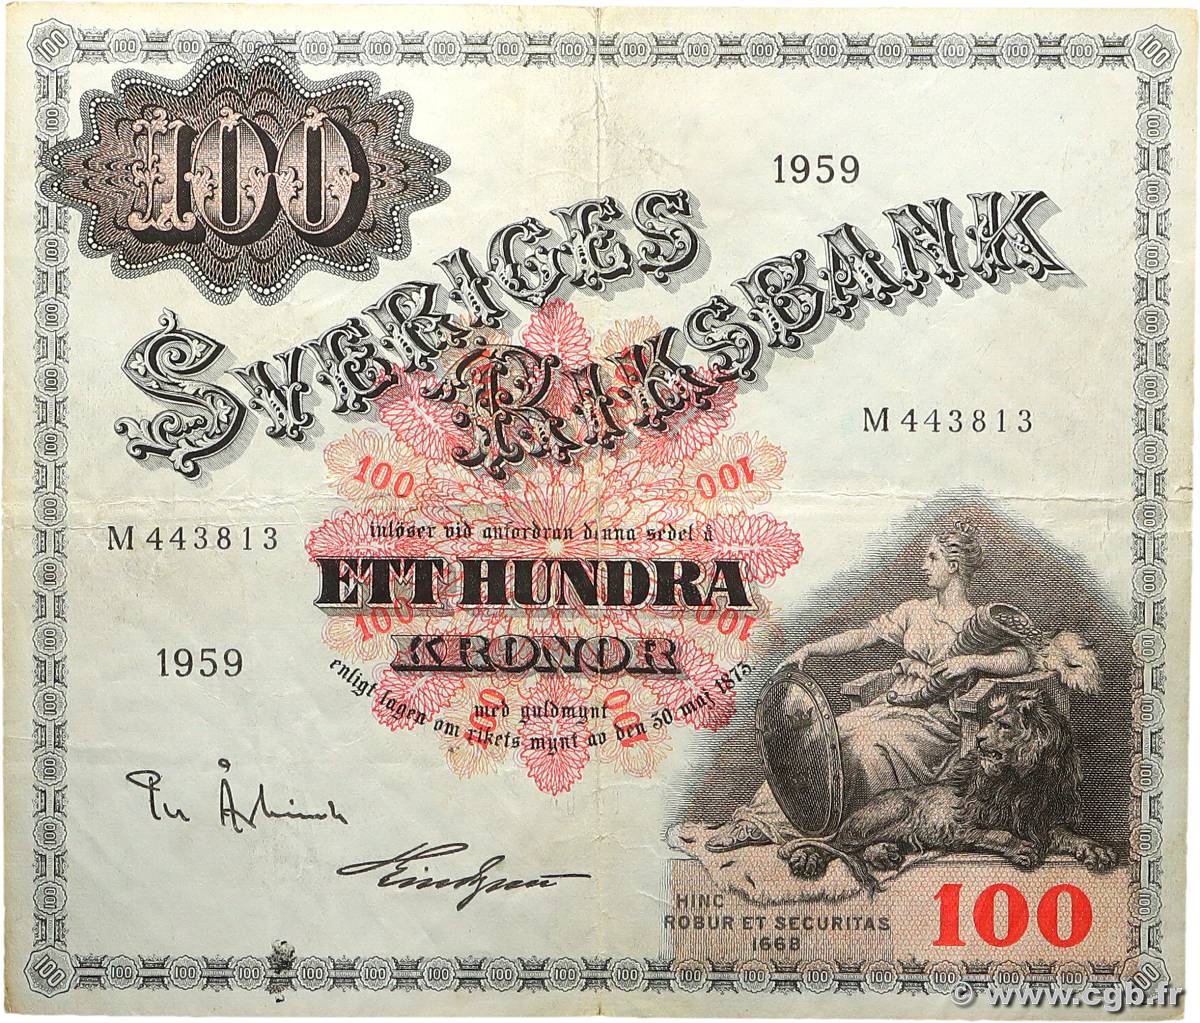 100
1959
SVERIGES
RIKSBANK
M 443813
100 100
inlöser vid anfordran denna sedel å
M 443813
ETT HUNDRA
100 100
KRONOR
1959
med guldmynt
enligt lagen om rikets mynt av den 30 maj 1873
HINC
ROBUR ET SECURITAS
1668
100
© www.cgb.fr